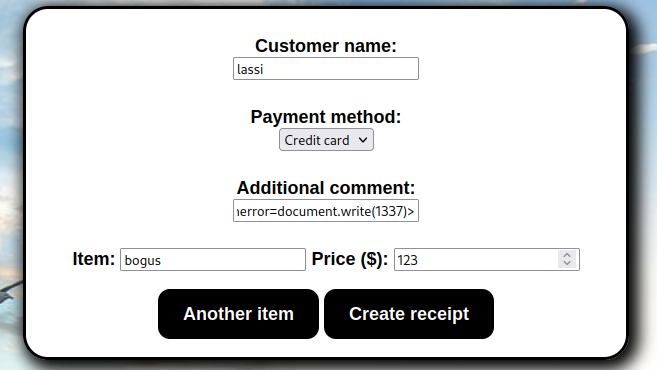 Customer name:
lassi
Payment method:
Credit card
Additional comment:
nerror=document.write(1337)>
Item: bogus Price ($): 123
Another item Create receipt